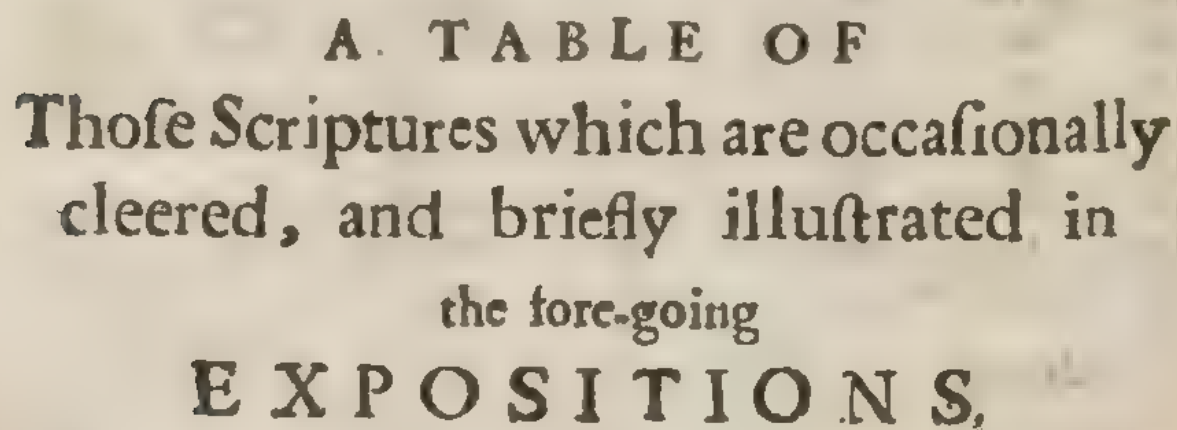 A TABLE OF
Thoſe Scriptures which are occaſionally
cleered, and briefly illuſtrated in
the fore-going
EXPOSITIONS,